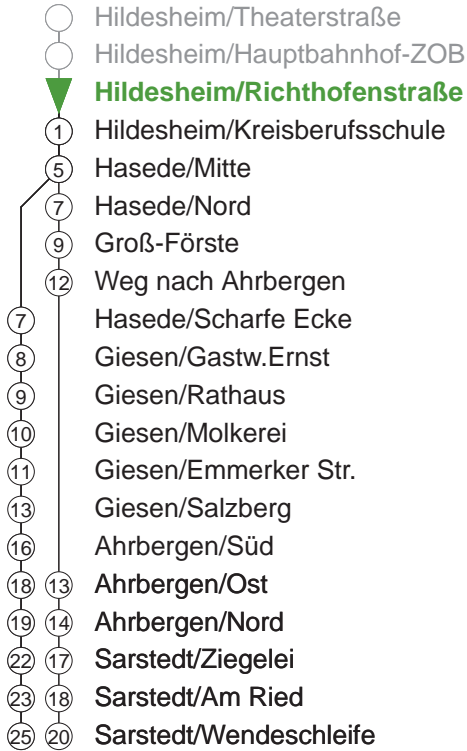 Hildesheim/Theaterstraße
Hildesheim/Hauptbahnhof-ZOB
Hildesheim/Richthofenstraße
1 Hildesheim/Kreisberufsschule
5 Hasede/Mitte
7 Hasede/Nord
9 Groß-Förste
12 Weg nach Ahrbergen
7 Hasede/Scharfe Ecke
8 Giesen/Gastw.Ernst
9 Giesen/Rathaus
10 Giesen/Molkerei
11 Giesen/Emmerker Str.
13 Giesen/Salzberg
16 Ahrbergen/Süd
18 13 Ahrbergen/Ost
19 14 Ahrbergen/Nord
22 17 Sarstedt/Ziegelei
23 18 Sarstedt/Am Ried
25 20 Sarstedt/Wendeschleife